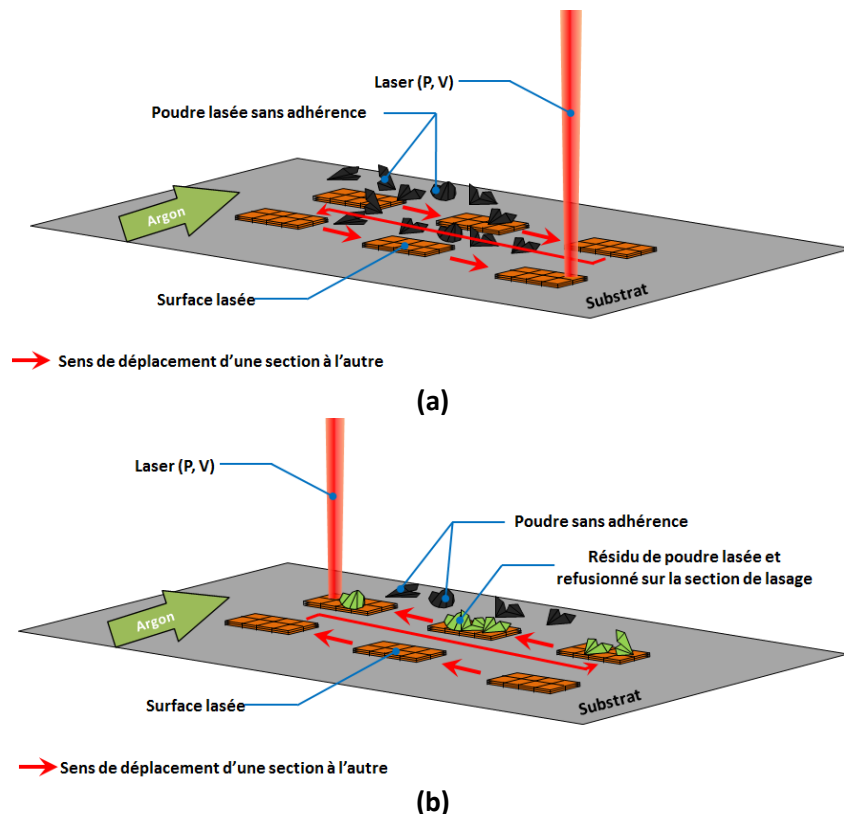 Laser (P, V)
Poudre lasée sans adhérence
Argon
Surface lasée
Substrat
Sens de déplacement d'une section à l'autre
(a)
Laser (P, V)
Poudre sans adhérence
Résidu de poudre lasée et
refusionné sur la section de lasage
Argon
Surface lasée
Substrat
Sens de déplacement d'une section à l'autre
(b)